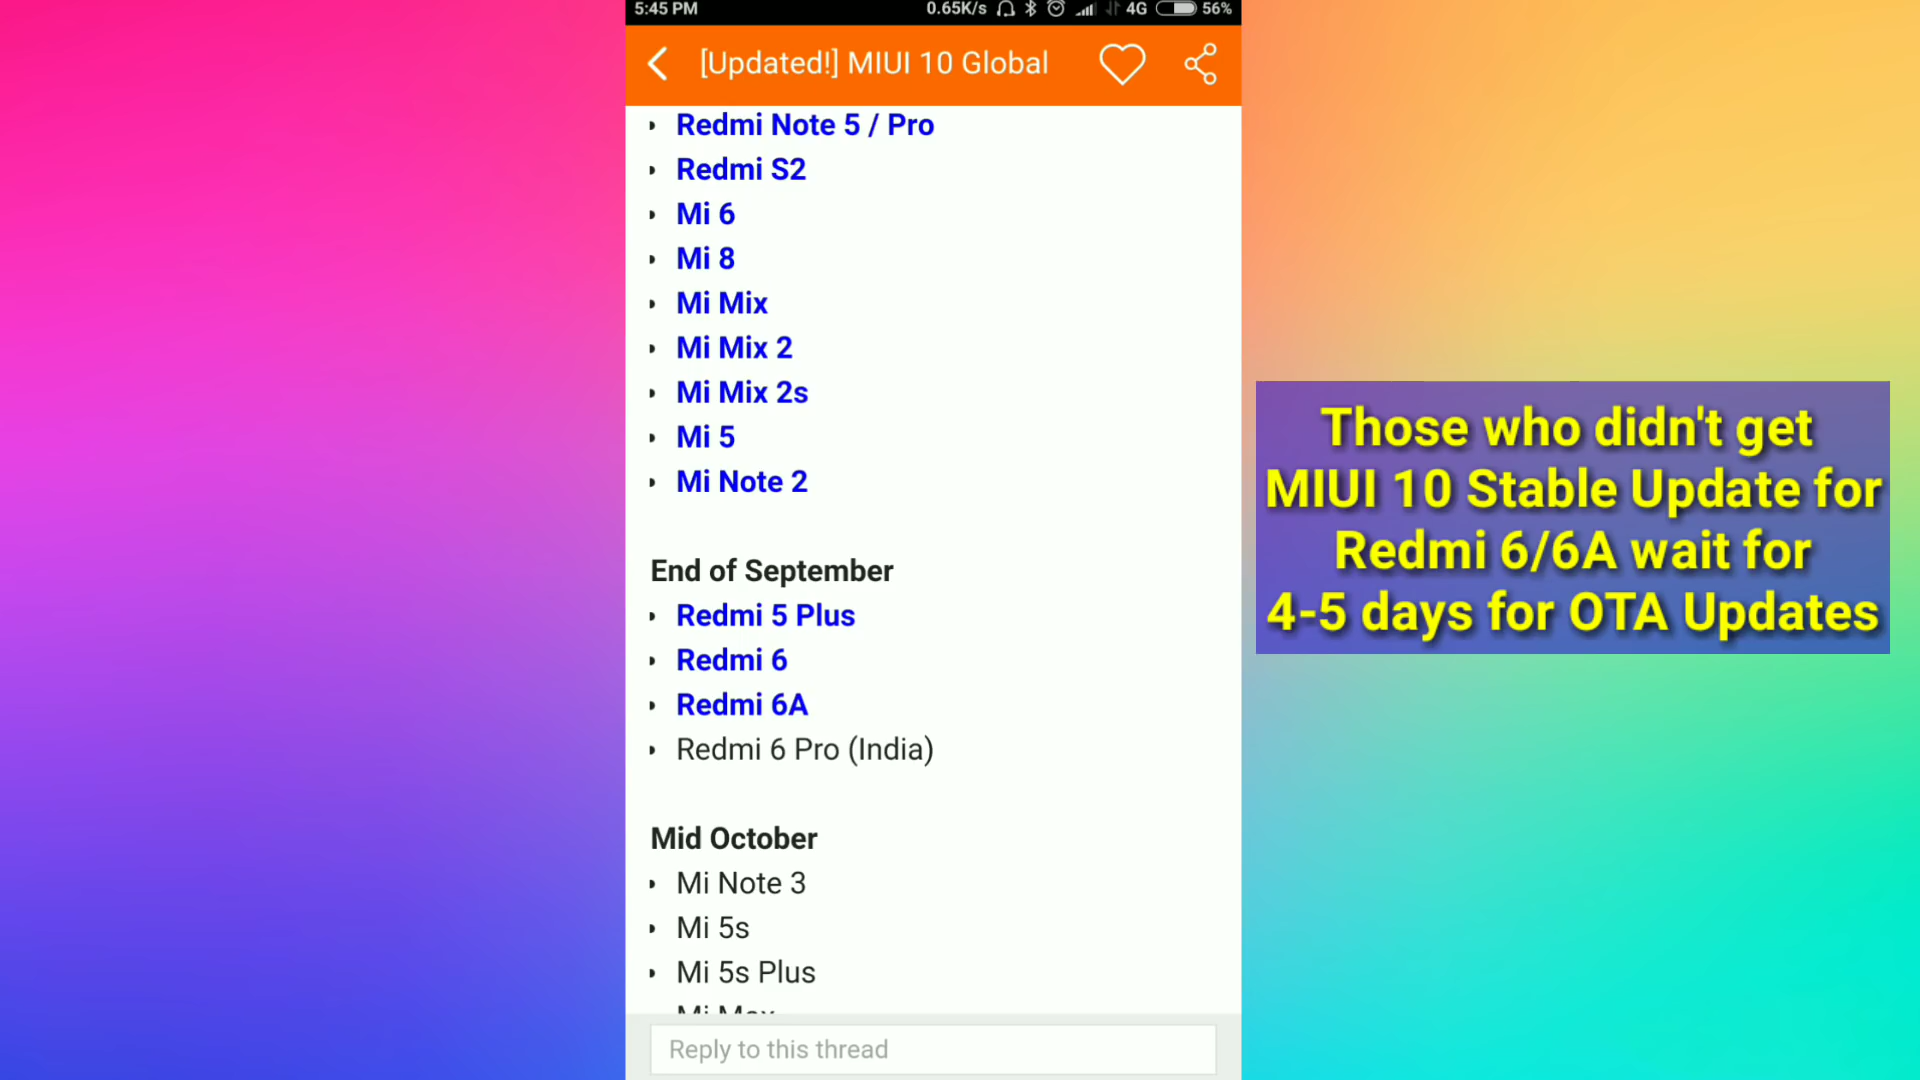 5:45 PM
0.65K/s 4G 56%
[Updated!] MIUI 10 Global
Redmi Note 5 / Pro
Redmi S2
Mi 6
Mi 8
Mi Mix
Mi Mix 2
Mi Mix 2s
Mi 5
Mi Note 2
End of September
Redmi 5 Plus
Redmi 6
Redmi 6A
Redmi 6 Pro (India)
Mid October
Mi Note 3
Mi 5s
Mi 5s Plus
Mi Max
Reply to this thread
Those who didn't get
MIUI 10 Stable Update for
Redmi 6/6A wait for
4-5 days for OTA Updates